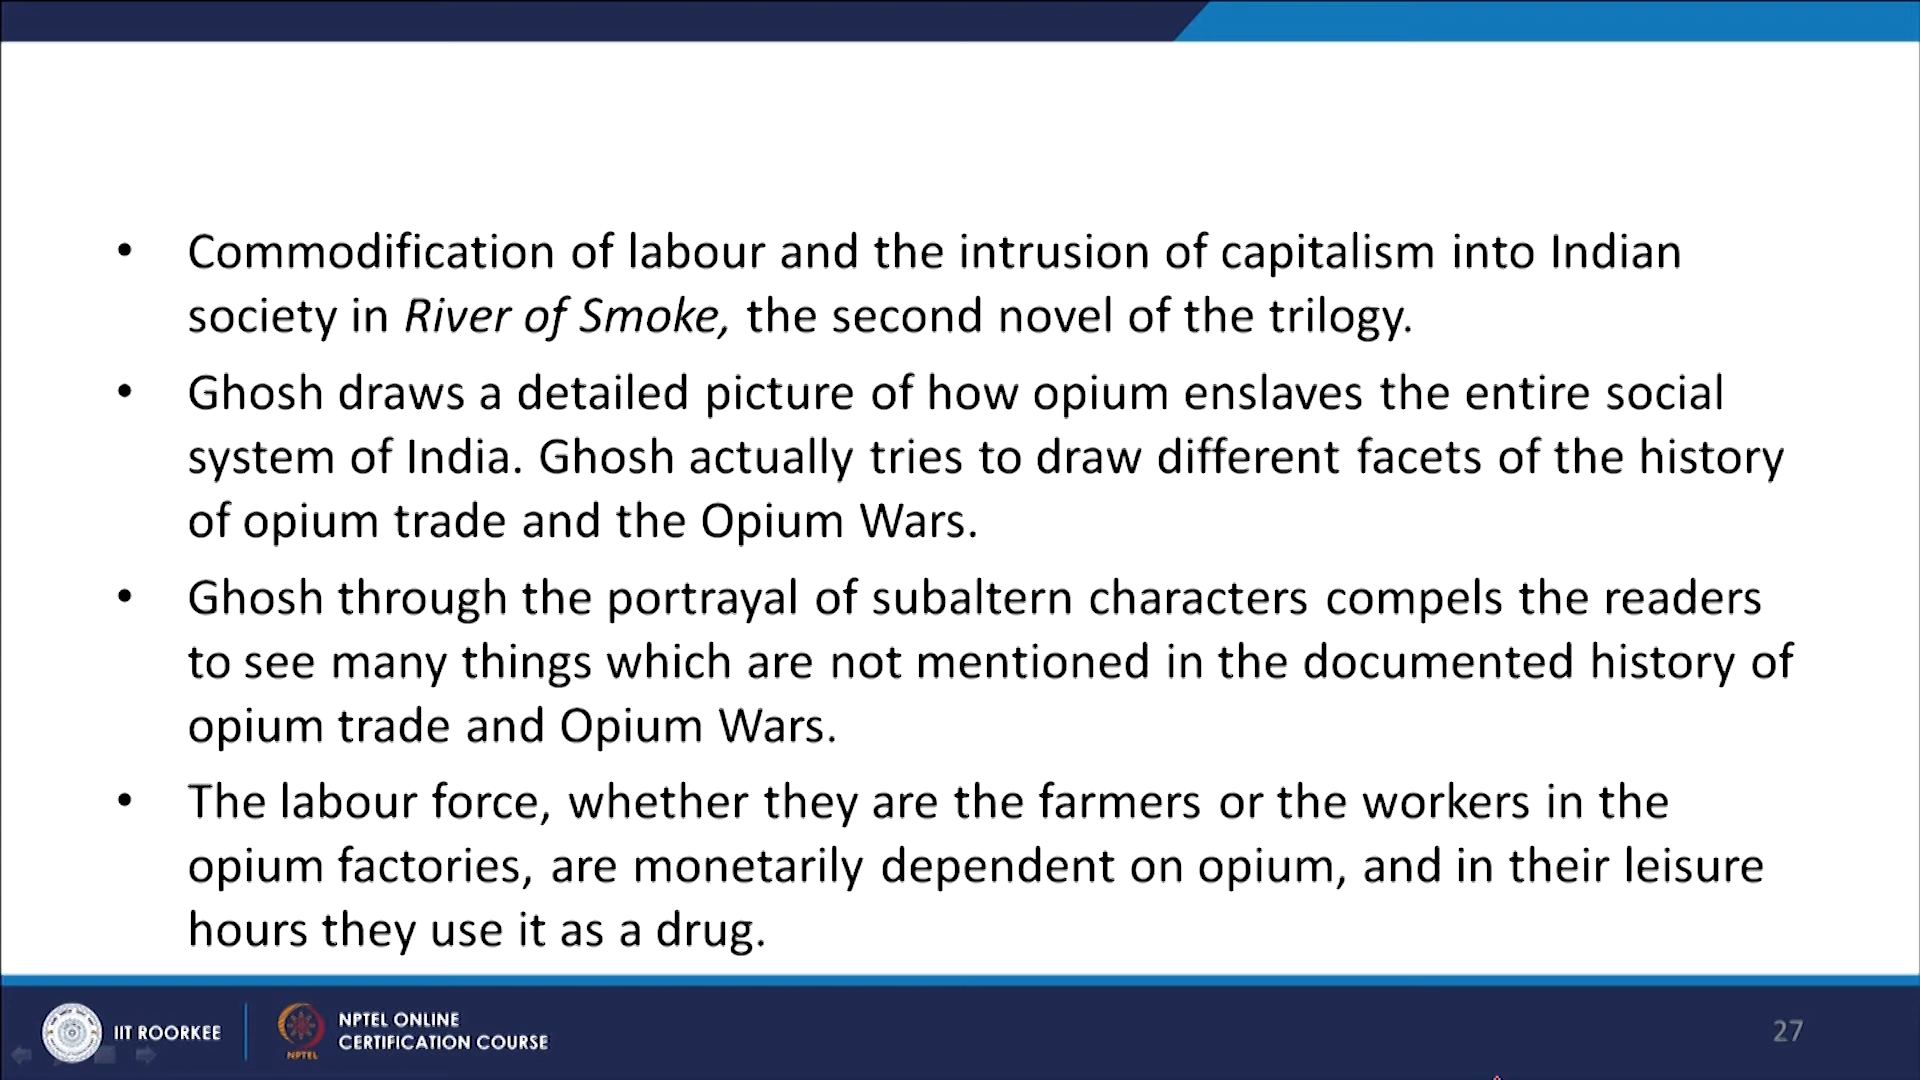 • Commodification of labour and the intrusion of capitalism into Indian
society in River of Smoke, the second novel of the trilogy.
• Ghosh draws a detailed picture of how opium enslaves the entire social
system of India. Ghosh actually tries to draw different facets of the history
of opium trade and the Opium Wars.
• Ghosh through the portrayal of subaltern characters compels the readers
to see many things which are not mentioned in the documented history of
opium trade and Opium Wars.
• The labour force, whether they are the farmers or the workers in the
opium factories, are monetarily dependent on opium, and in their leisure
hours they use it as a drug.
IIT ROORKEE
NPTEL
NPTEL ONLINE
CERTIFICATION COURSE
27